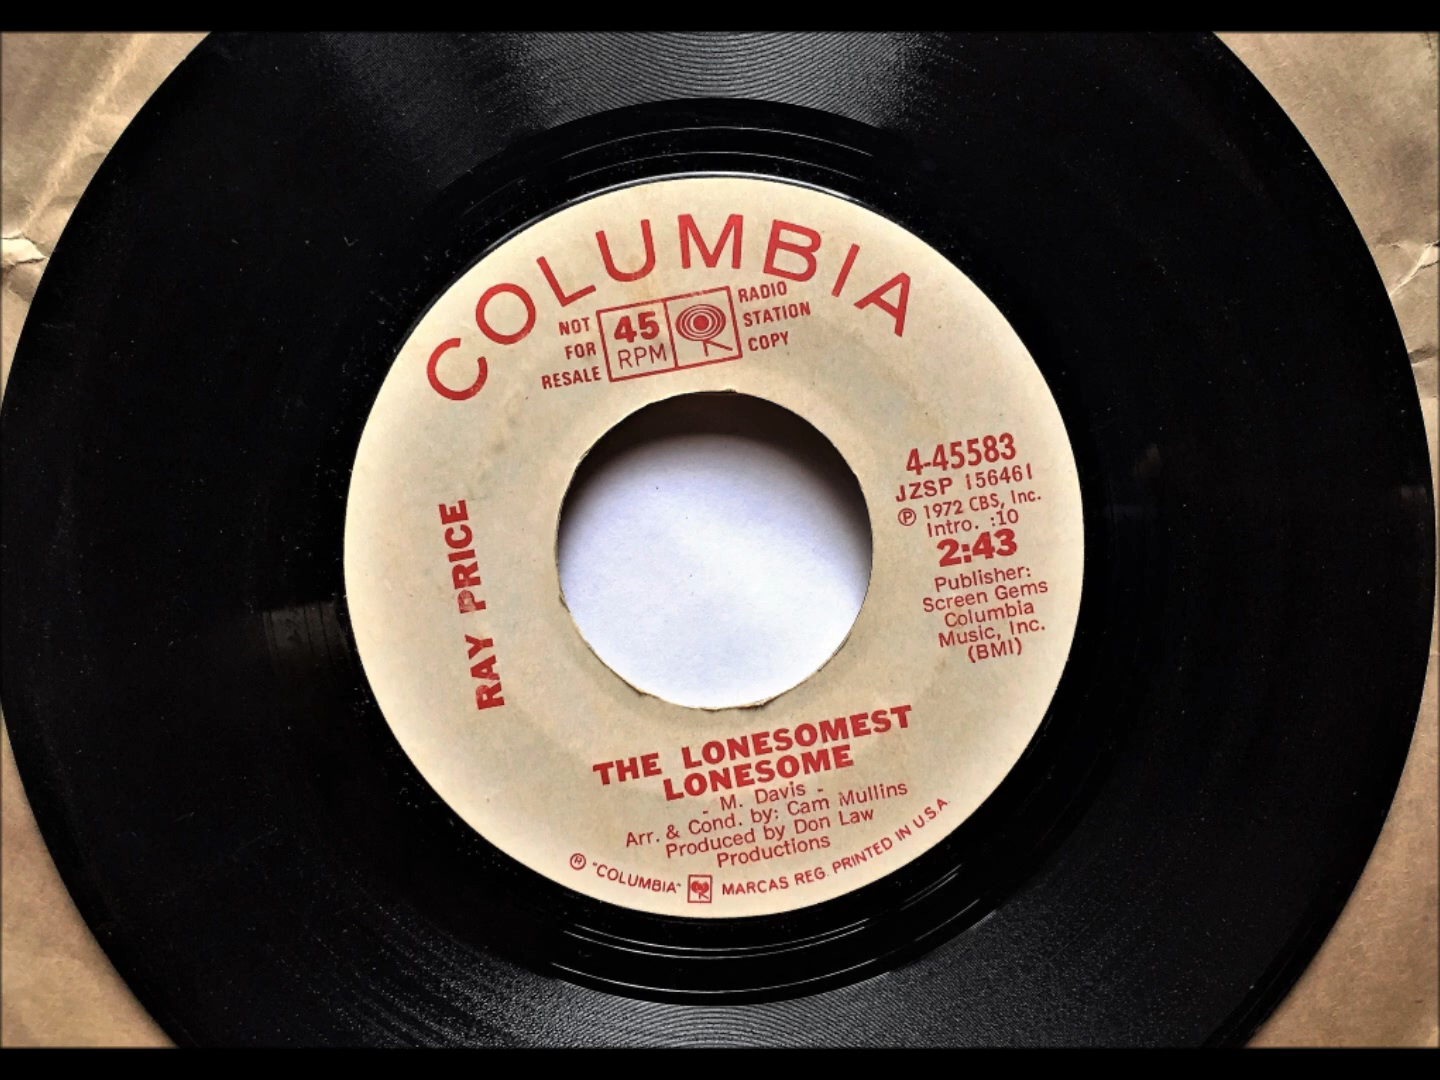 COLUMBIA
NOT
FOR
RESALE
45
RPM
RADIO
STATION
COPY
RAY PRICE
4-45583
JZSP 156461
Ⓟ 1972 CBS, Inc.
Intro. :10
2:43
Publisher:
Screen Gems
Columbia
Music, Inc.
(BMI)
THE LONESOMEST
LONESOME
- M. Davis -
Arr. & Cond. by: Cam Mullins
Produced by Don Law
Productions
® "COLUMBIA" MARCAS REG. PRINTED IN U.S.A.